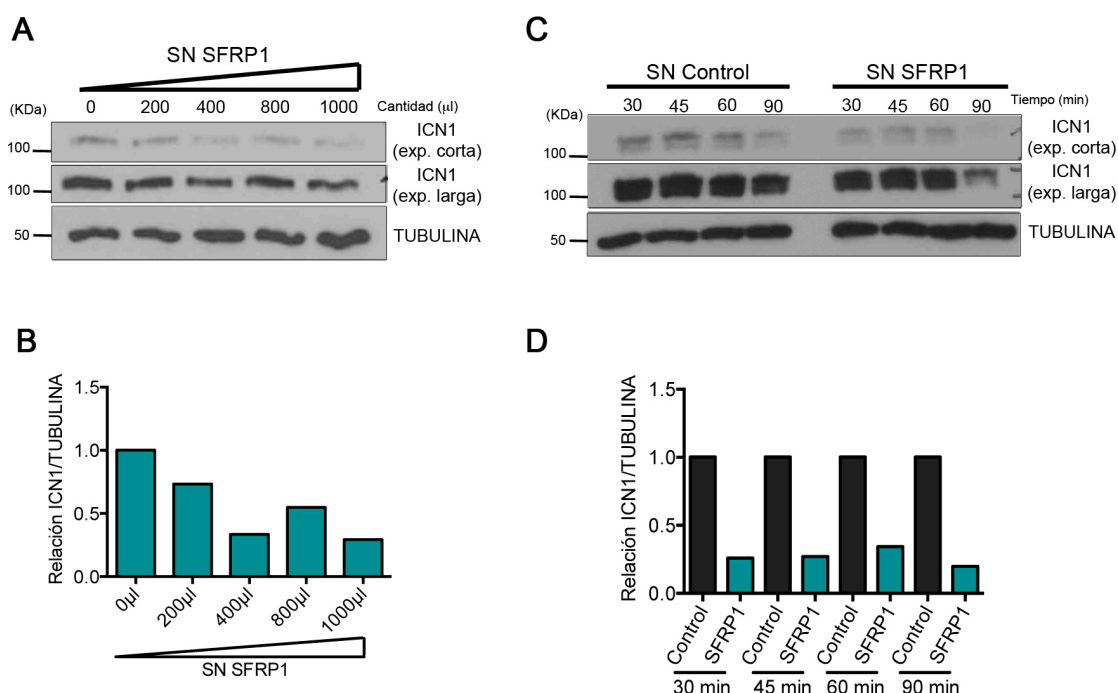 A
SN SFRP1
(KDa)
0 200 400 800 1000 Cantidad (µl)
100
ICN1
(exp. corta)
100
ICN1
(exp. larga)
50
TUBULINA
C
SN Control SN SFRP1
(KDa)
30 45 60 90 30 45 60 90 Tiempo (min)
100
ICN1
(exp. corta)
100
ICN1
(exp. larga)
50
TUBULINA
B
Relación ICN1/TUBULINA
1.5
1.0
0.5
0.0
0µl 200µl 400µl 800µl 1000µl
SN SFRP1
D
Relación ICN1/TUBULINA
1.5
1.0
0.5
0.0
Control SFRP1 Control SFRP1 Control SFRP1 Control SFRP1
30 min 45 min 60 min 90 min